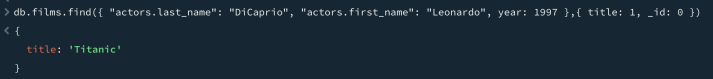 > db.films.find({ "actors.last_name": "DiCaprio", "actors.first_name": "Leonardo", year: 1997 },{ title: 1, _id: 0 })
< {
title: 'Titanic'
}